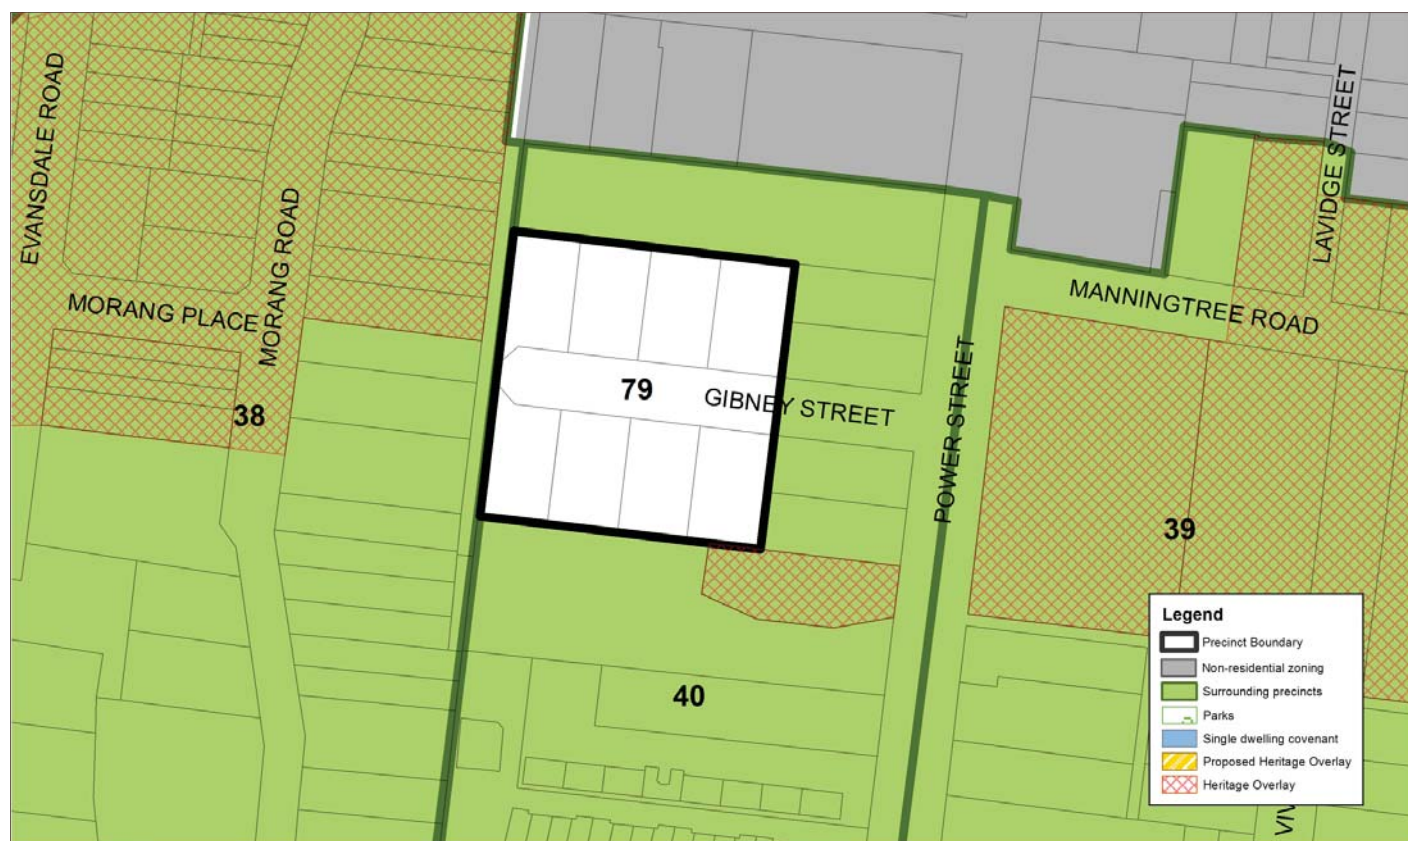 EVANSDALE ROAD
LAVIDGE STREET
MORANG ROAD
MORANG PLACE
MANNINGTREE ROAD
79
GIBNEY STREET
38
POWER STREET
39
40
Legend
Precinct Boundary
Non-residential zoning
Surrounding precincts
Parks
Single dwelling covenant
Proposed Heritage Overlay
Heritage Overlay